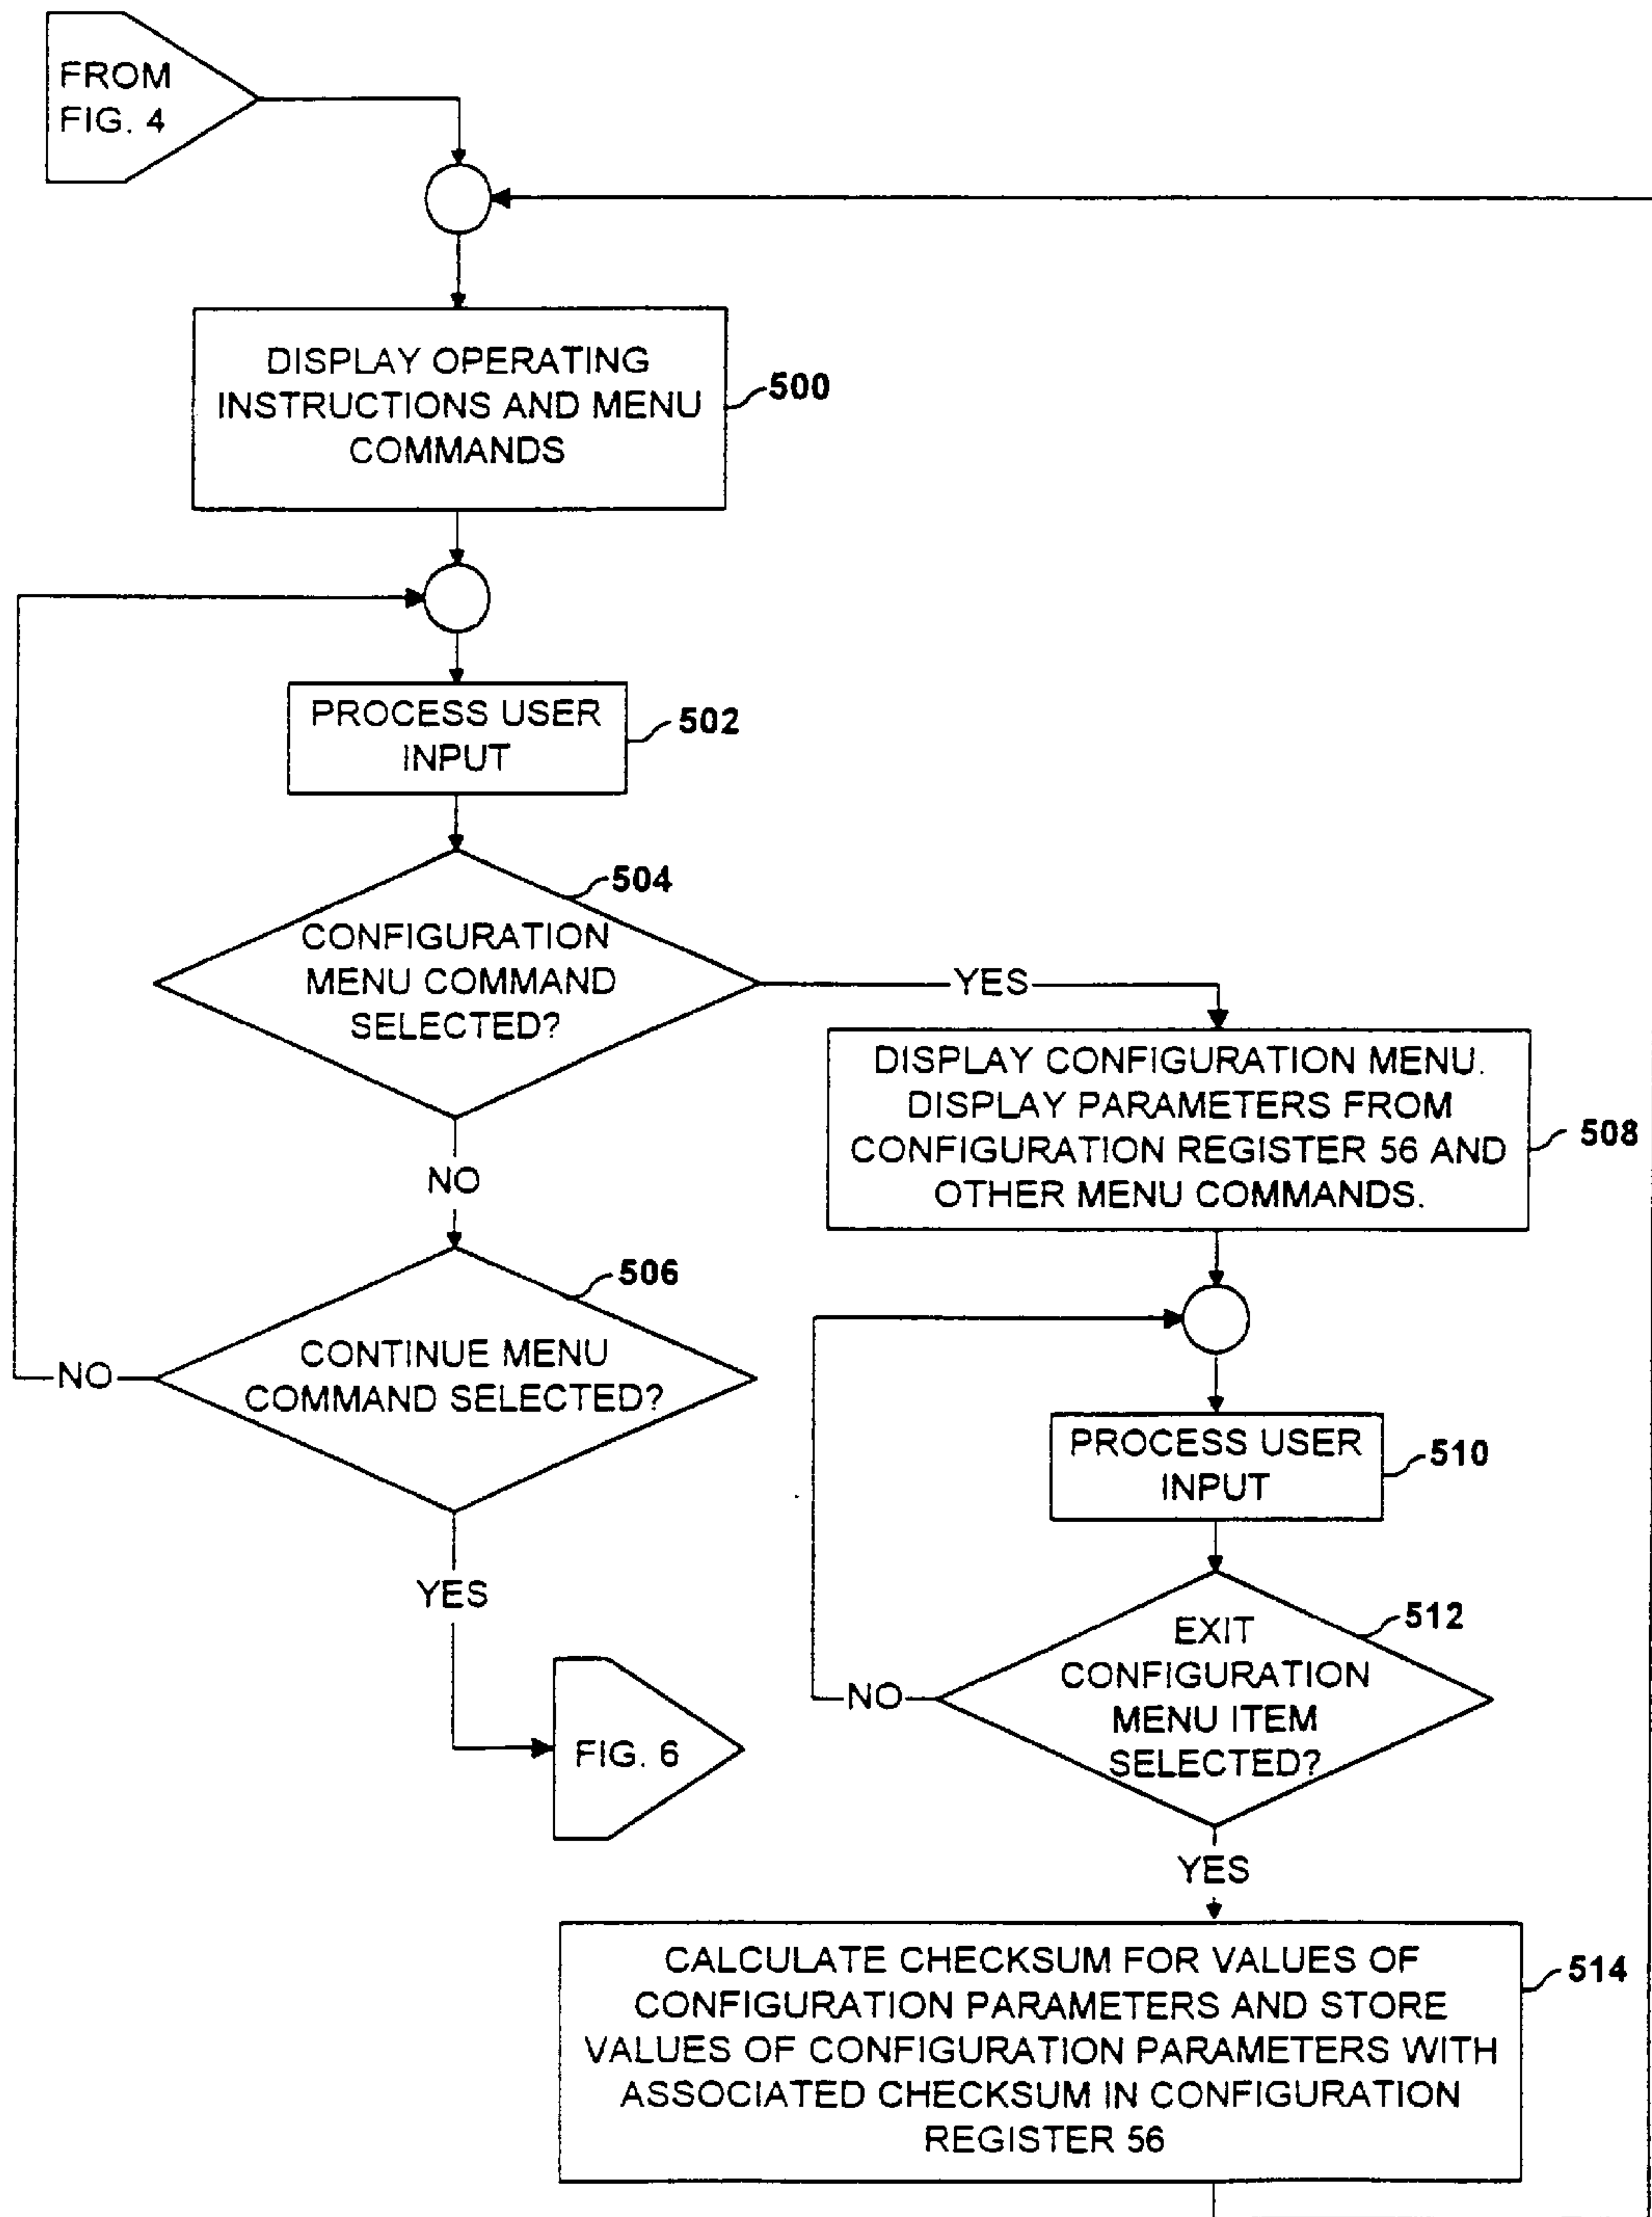 FROM
FIG. 4
DISPLAY OPERATING
INSTRUCTIONS AND MENU
COMMANDS
500
PROCESS USER
INPUT
502
504
CONFIGURATION
MENU COMMAND
SELECTED?
YES
NO
DISPLAY CONFIGURATION MENU.
DISPLAY PARAMETERS FROM
CONFIGURATION REGISTER 56 AND
OTHER MENU COMMANDS.
508
506
CONTINUE MENU
COMMAND SELECTED?
NO
YES
FIG. 6
PROCESS USER
INPUT
510
512
EXIT
CONFIGURATION
MENU ITEM
SELECTED?
NO
YES
CALCULATE CHECKSUM FOR VALUES OF
CONFIGURATION PARAMETERS AND STORE
VALUES OF CONFIGURATION PARAMETERS WITH
ASSOCIATED CHECKSUM IN CONFIGURATION
REGISTER 56
514